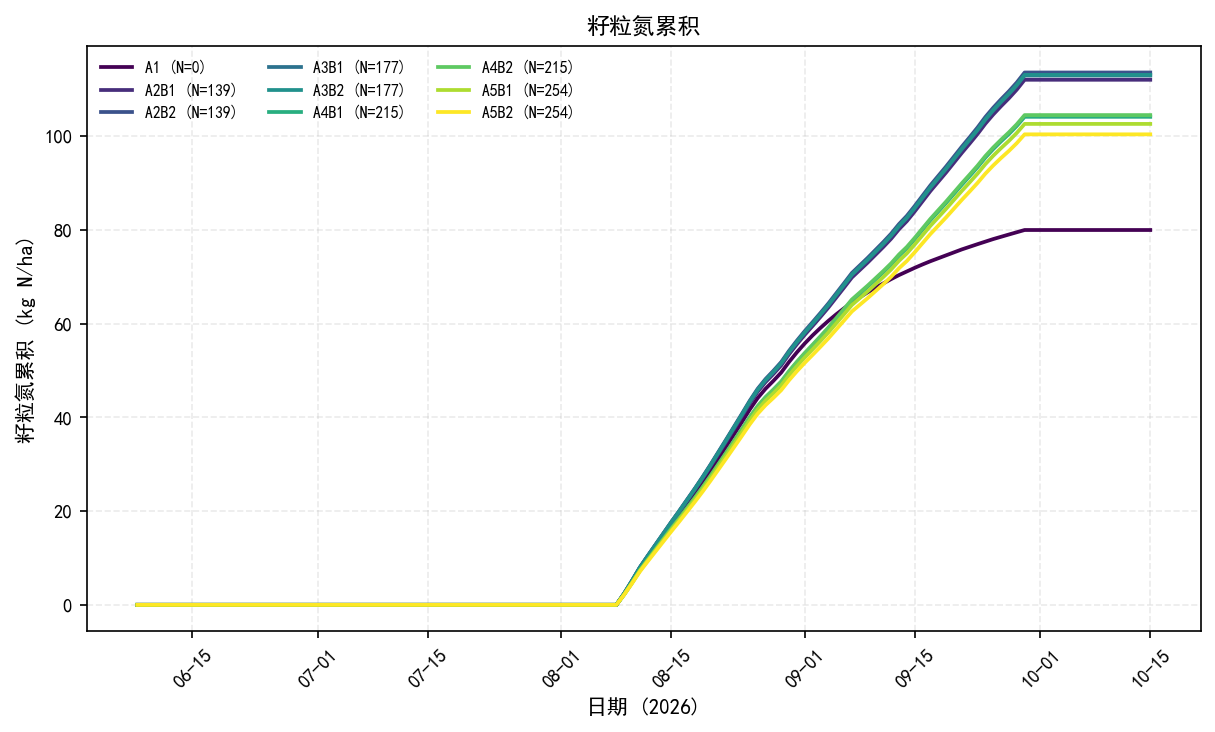 籽粒氮累积
A1 (N=0)
A2B1 (N=139)
A2B2 (N=139)
A3B1 (N=177)
A3B2 (N=177)
A4B1 (N=215)
A4B2 (N=215)
A5B1 (N=254)
A5B2 (N=254)
籽粒氮累积 (kg N/ha)
100
80
60
40
20
0
06-15
07-01
07-15
08-01
08-15
09-01
09-15
10-01
10-15
日期 (2026)